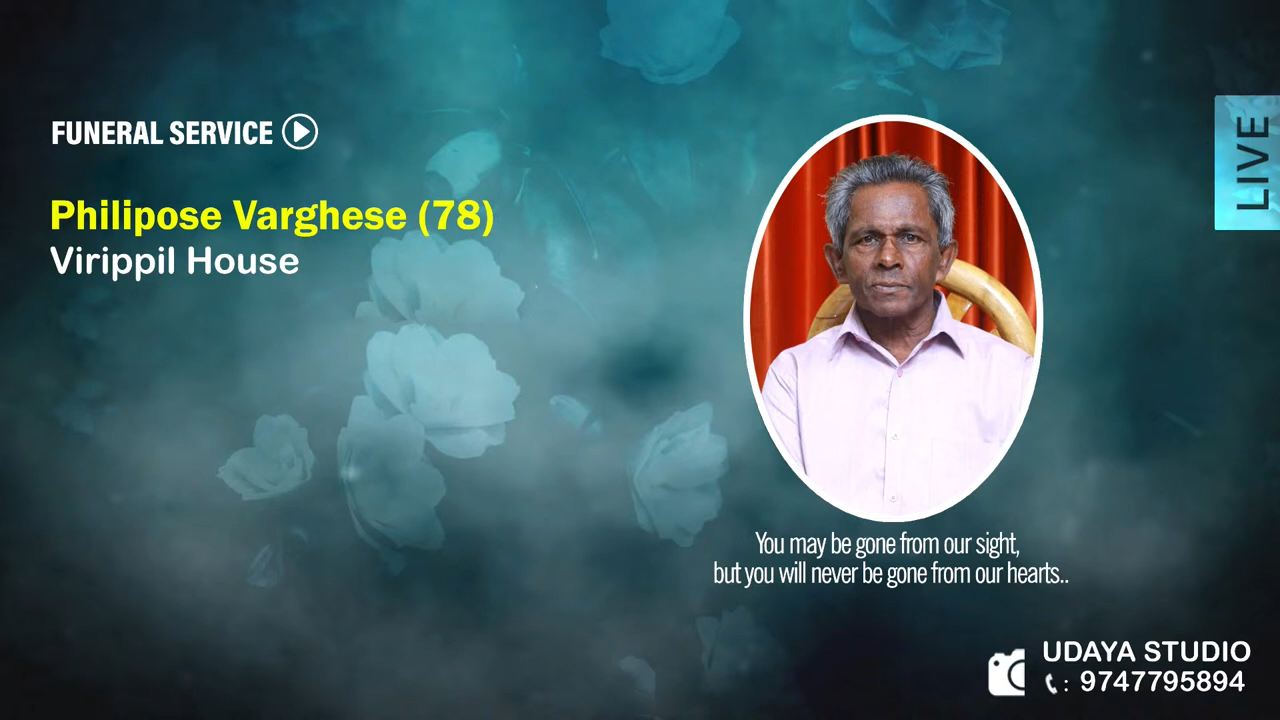 FUNERAL SERVICE
Philipose Varghese (78)
Virippil House
LIVE
You may be gone from our sight,
but you will never be gone from our hearts..
UDAYA STUDIO
: 9747795894